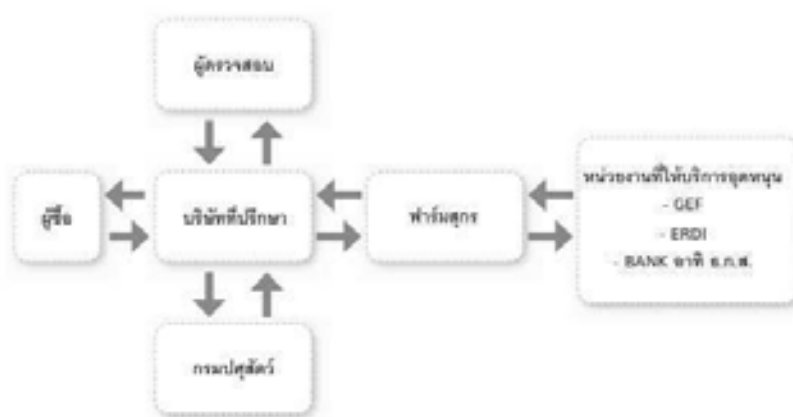 ผู้ตรวจสอบ
ผู้ซื้อ
บริษัทที่ปรึกษา
ฟาร์มสุกร
หน่วยงานที่ให้บริการอุดหนุน
- GEF
- ERDI
- BANK อาทิ ธ.ก.ส.
กรมปศุสัตว์